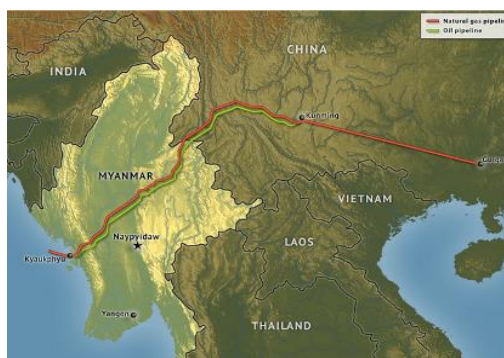 Natural gas pipeline
Oil pipeline
CHINA
INDIA
Kunming
MYANMAR
VIETNAM
Naypyidaw
LAOS
Kyaukphyu
Yangon
THAILAND